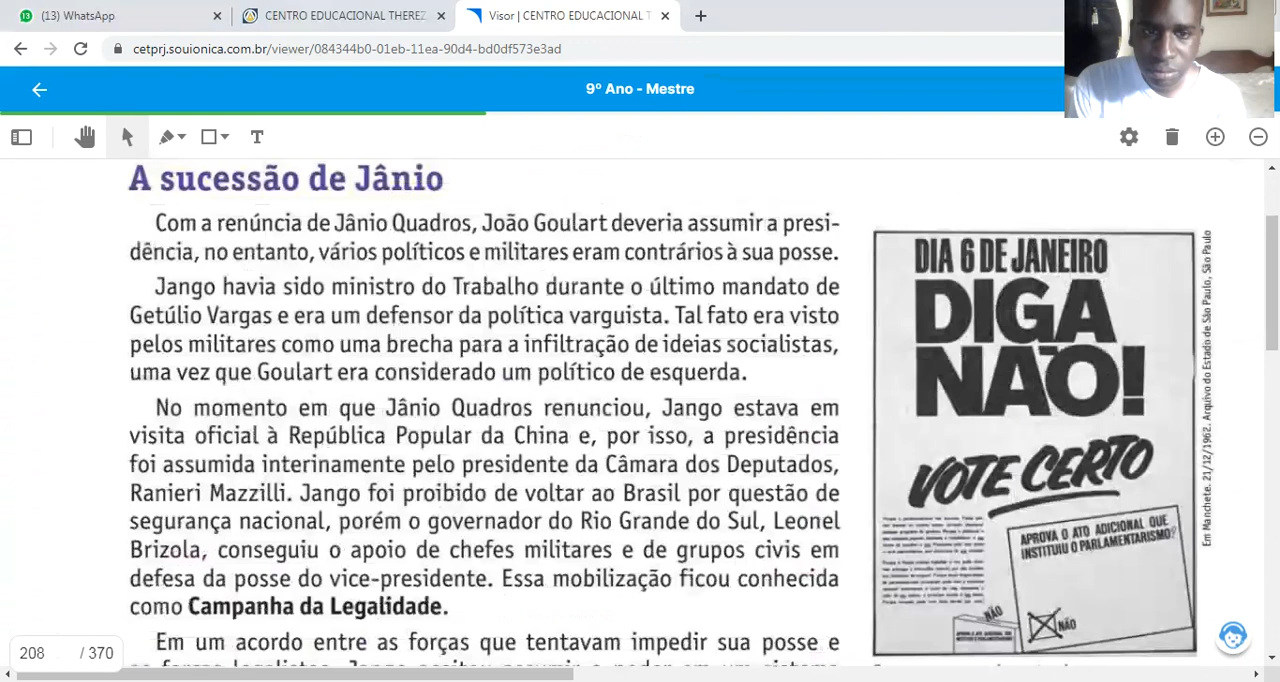 (13) WhatsApp
CENTRO EDUCACIONAL THEREZ
Visor | CENTRO EDUCACIONAL T
cetprj.souionica.com.br/viewer/084344b0-01eb-11ea-90d4-bd0df573e3ad
9º Ano - Mestre
A sucessão de Jânio
Com a renúncia de Jânio Quadros, João Goulart deveria assumir a presi-
dência, no entanto, vários políticos e militares eram contrários à sua posse.
Jango havia sido ministro do Trabalho durante o último mandato de
Getúlio Vargas e era um defensor da política varguista. Tal fato era visto
pelos militares como uma brecha para a infiltração de ideias socialistas,
uma vez que Goulart era considerado um político de esquerda.
No momento em que Jânio Quadros renunciou, Jango estava em
visita oficial à República Popular da China e, por isso, a presidência
foi assumida interinamente pelo presidente da Câmara dos Deputados,
Ranieri Mazzilli. Jango foi proibido de voltar ao Brasil por questão de
segurança nacional, porém o governador do Rio Grande do Sul, Leonel
Brizola, conseguiu o apoio de chefes militares e de grupos civis em
defesa da posse do vice-presidente. Essa mobilização ficou conhecida
como Campanha da Legalidade.
Em um acordo entre as forças que tentavam impedir sua posse e
208 / 370
DIA 6 DE JANEIRO
DIGA
NÃO!
VOTE CERTO
APROVA O ATO ADICIONAL QUE
INSTITUIU O PARLAMENTARISMO?
NÃO
NÃO
Em Manchete. 21/12/1962. Arquivo do Estado de São Paulo, São Paulo